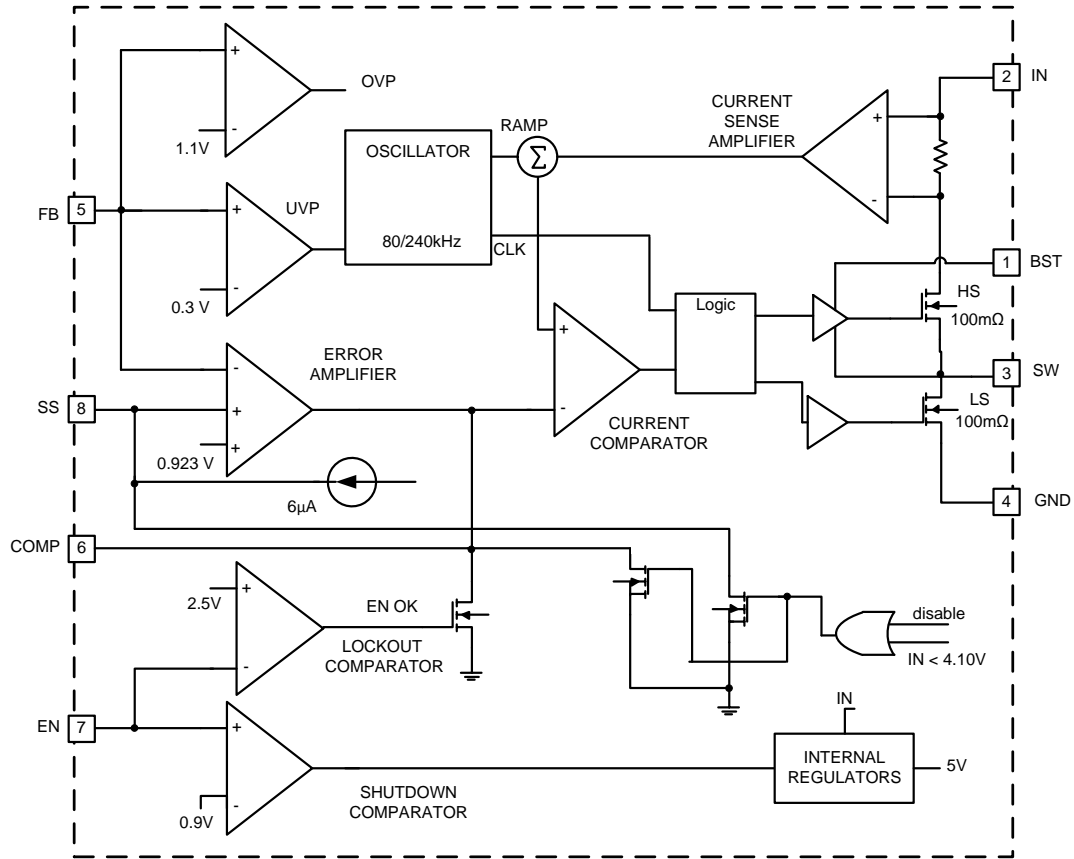 +
OVP
-
1.1V
CURRENT
SENSE
AMPLIFIER
+
-
2
IN
RAMP
Σ
OSCILLATOR
80/240kHz
CLK
5
FB
+
UVP
-
0.3 V
1
BST
HS
100mΩ
Logic
3
SW
LS
100mΩ
4
GND
ERROR
AMPLIFIER
-
+
+
0.923 V
8
SS
+
-
CURRENT
COMPARATOR
6µA
COMP
6
+
2.5V
-
EN OK
LOCKOUT
COMPARATOR
disable
IN < 4.10V
EN
7
+
-
0.9V
SHUTDOWN
COMPARATOR
IN
INTERNAL
REGULATORS
5V